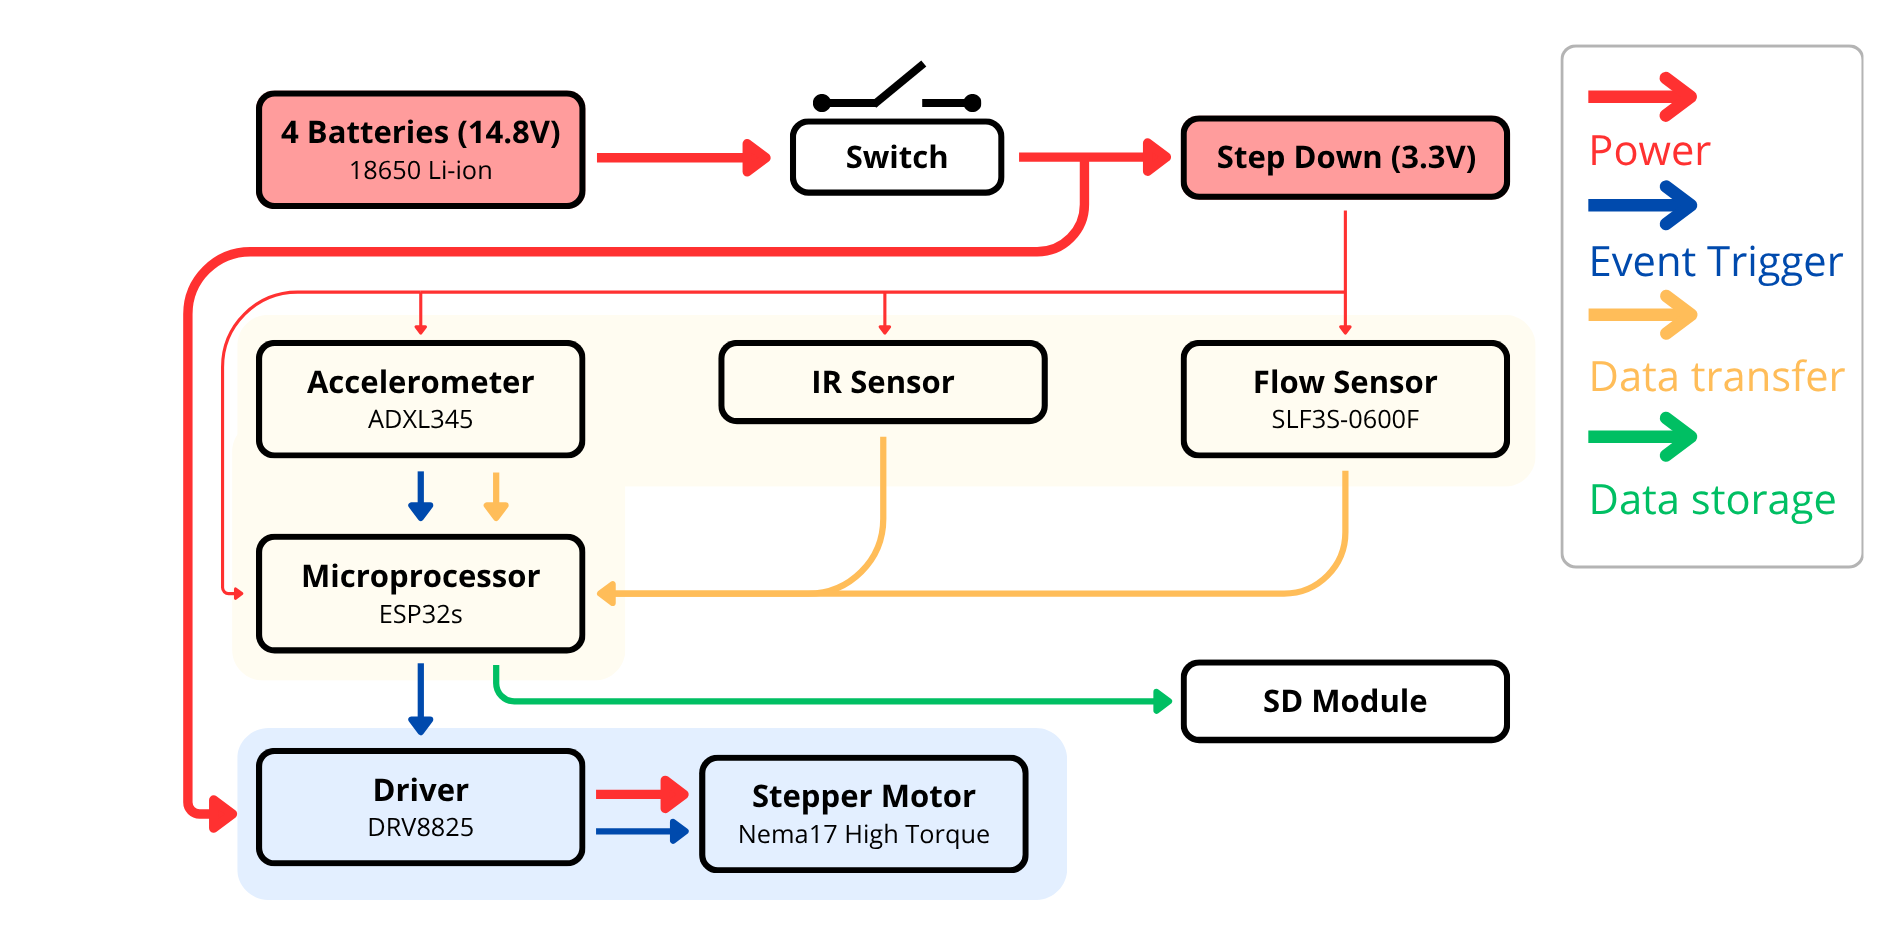 4 Batteries (14.8V)
18650 Li-ion
Switch
Step Down (3.3V)
Accelerometer
ADXL345
IR Sensor
Flow Sensor
SLF3S-0600F
Microprocessor
ESP32s
SD Module
Driver
DRV8825
Stepper Motor
Nema17 High Torque
Power
Event Trigger
Data transfer
Data storage